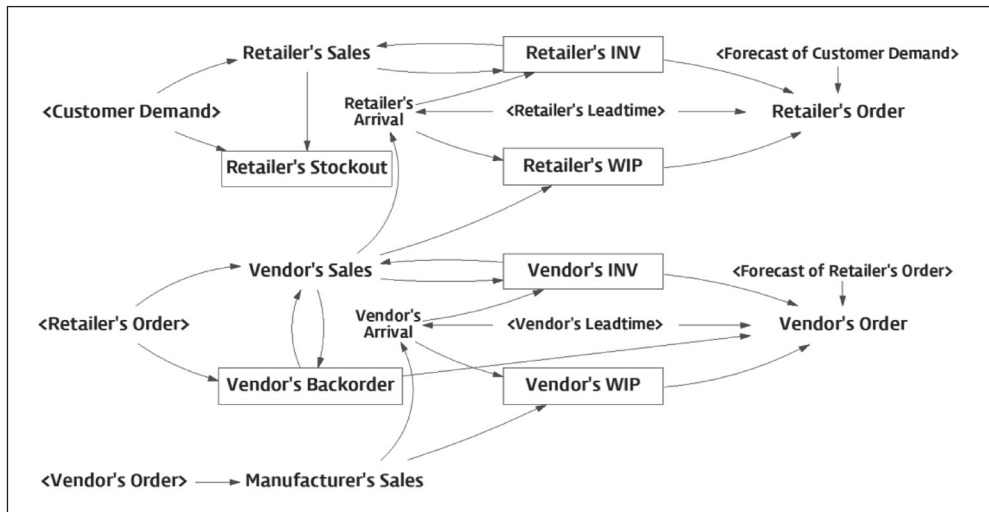 Retailer's Sales
Retailer's INV
<Forecast of Customer Demand>
<Customer Demand>
Retailer's
Arrival
<Retailer's Leadtime>
Retailer's Order
Retailer's Stockout
Retailer's WIP
Vendor's Sales
Vendor's INV
<Forecast of Retailer's Order>
<Retailer's Order>
Vendor's
Arrival
<Vendor's Leadtime>
Vendor's Order
Vendor's Backorder
Vendor's WIP
<Vendor's Order>
Manufacturer's Sales